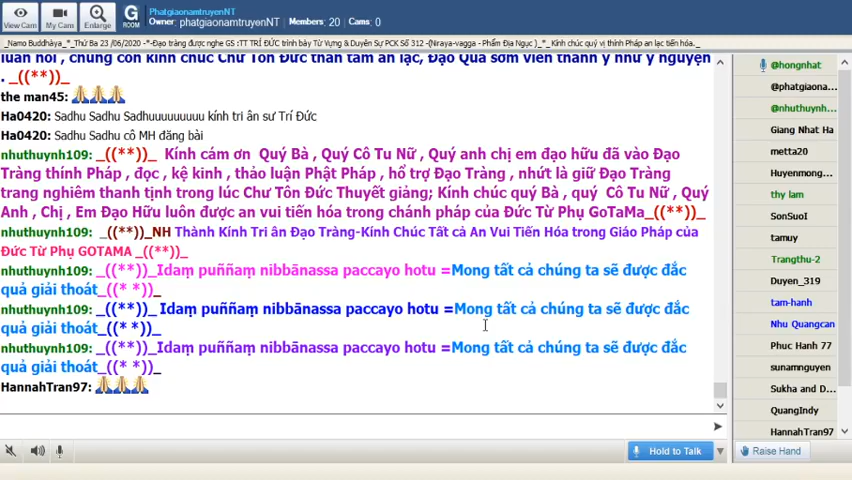 View Cam
My Cam
Enlarge
G
ROOM
PhatgiaonamtruyenNT
Owner: phatgiaonamtruyenNT Members: 20 Cams: 0
_Namo Buddhàya_*_Thứ Ba 23 /06/2020 -*-Đạo tràng được nghe GS :TT TRÍ ĐỨC trình bày Từ Vựng & Duyên Sự PCK Số 312 -(Niraya-vagga - Phẩm Địa Ngục )_*_ Kính chúc quý vị thính Pháp an lạc tiến hóa._
luân hồi , chúng con kính chúc Chư Tôn Đức thân tâm an lạc, Đạo Quả sớm viên thành ý như ý nguyện
. _((**))_
the man45:
Ha0420: Sadhu Sadhu Sadhuuuuuuuuu kính tri ân sư Trí Đức
Ha0420: Sadhu Sadhu cô MH đăng bài
nhuthuynh109: _((**))_ Kính cám ơn Quý Bà , Quý Cô Tu Nữ , Quý anh chị em đạo hữu đã vào Đạo
Tràng thính Pháp , đọc , kệ kinh , thảo luận Phật Pháp , hổ trợ Đạo Tràng , nhứt là giữ Đạo Tràng
trang nghiêm thanh tịnh trong lúc Chư Tôn Đức Thuyết giảng; Kính chúc quý Bà , quý Cô Tu Nữ , Quý
Anh , Chị , Em Đạo Hữu luôn được an vui tiến hóa trong chánh pháp của Đức Từ Phụ GoTaMa_((**))_
nhuthuynh109: _((**))_NH Thành Kính Tri ân Đạo Tràng-Kính Chúc Tất cả An Vui Tiến Hóa trong Giáo Pháp của
Đức Từ Phụ GOTAMA _((**))_
nhuthuynh109: _((**))_Idaṃ puññaṃ nibbānassa paccayo hotu =Mong tất cả chúng ta sẽ được đắc
quả giải thoát_((* *))_
nhuthuynh109: _((**))_ Idaṃ puññaṃ nibbānassa paccayo hotu =Mong tất cả chúng ta sẽ được đắc
quả giải thoát_((* *))_
nhuthuynh109: _((**))_Idaṃ puññaṃ nibbānassa paccayo hotu =Mong tất cả chúng ta sẽ được đắc
quả giải thoát_((* *))_
HannahTran97:
@hongnhat
@phatgiaona...
@nhuthuynh...
Giang Nhat Ha
metta20
Huyenmong...
thy lam
SonSuoI
tamuy
Trangthu-2
Duyen_319
tam-hanh
Nhu Quangcan
Phuc Hanh 77
sunamnguyen
Sukha and D...
QuangIndy
HannahTran97
Hold to Talk
Raise Hand